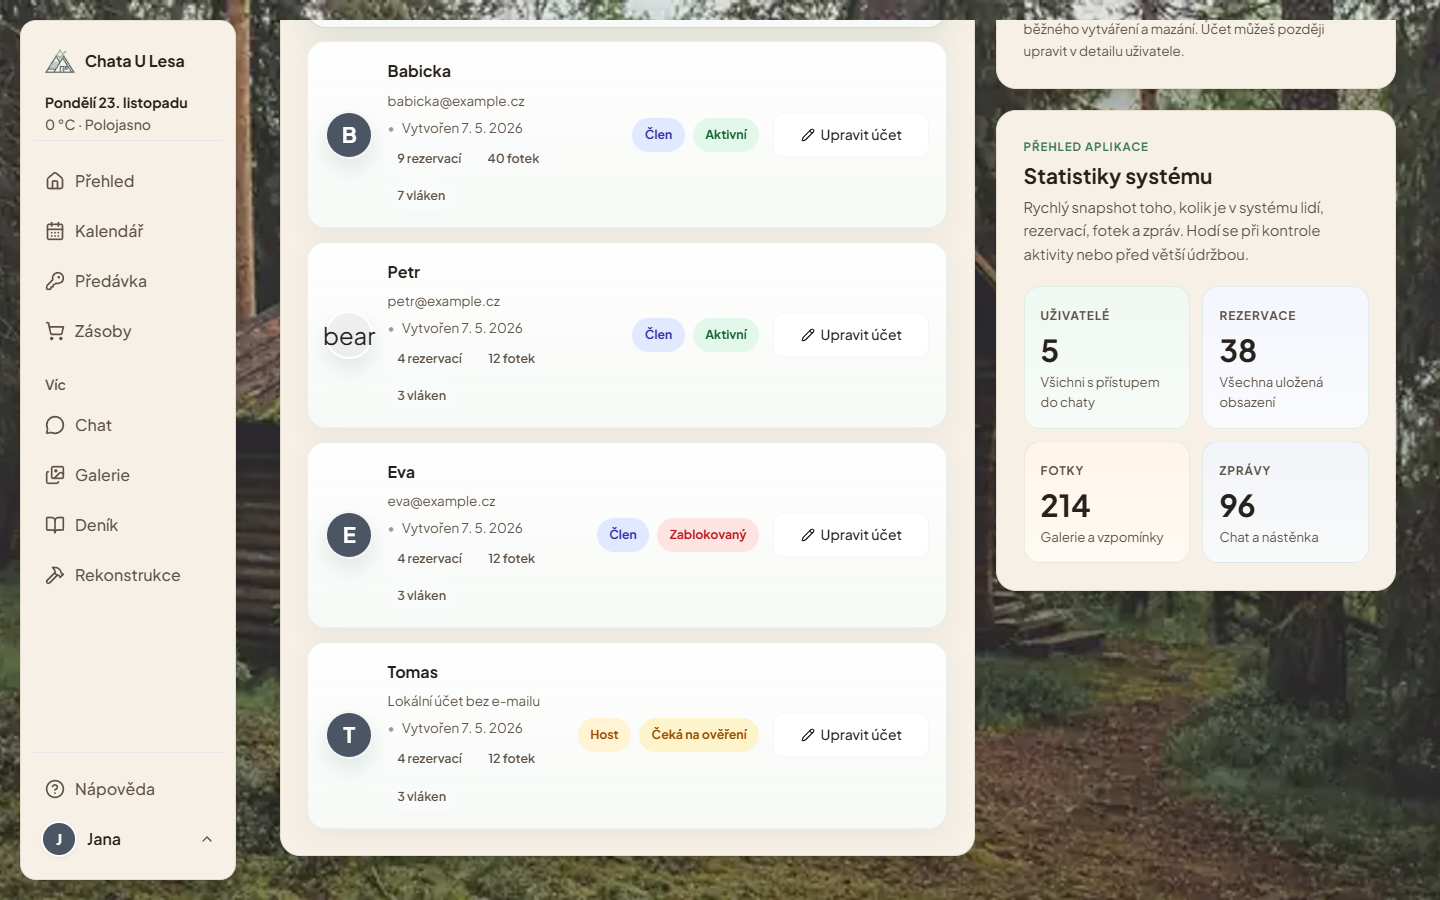 Chata U Lesa
Pondělí 23. listopadu
0 °C · Polojasno
Přehled
Kalendář
Předávka
Zásoby
Víc
Chat
Galerie
Deník
Rekonstrukce
Nápověda
J
Jana
B
Babicka
babicka@example.cz
• Vytvořen 7. 5. 2026
9 rezervací 40 fotek
7 vláken
Člen
Aktivní
Upravit účet
bear
Petr
petr@example.cz
• Vytvořen 7. 5. 2026
4 rezervací 12 fotek
3 vláken
Člen
Aktivní
Upravit účet
E
Eva
eva@example.cz
• Vytvořen 7. 5. 2026
4 rezervací 12 fotek
3 vláken
Člen
Zablokovaný
Upravit účet
T
Tomas
Lokální účet bez e-mailu
• Vytvořen 7. 5. 2026
4 rezervací 12 fotek
3 vláken
Host
Čeká na ověření
Upravit účet
běžného vytváření a mazání. Účet můžeš později
upravit v detailu uživatele.
PŘEHLED APLIKACE
Statistiky systému
Rychlý snapshot toho, kolik je v systému lidí,
rezervací, fotek a zpráv. Hodí se při kontrole
aktivity nebo před větší údržbou.
UŽIVATELÉ
5
Všichni s přístupem
do chaty
REZERVACE
38
Všechna uložená
obsazení
FOTKY
214
Galerie a vzpomínky
ZPRÁVY
96
Chat a nástěnka